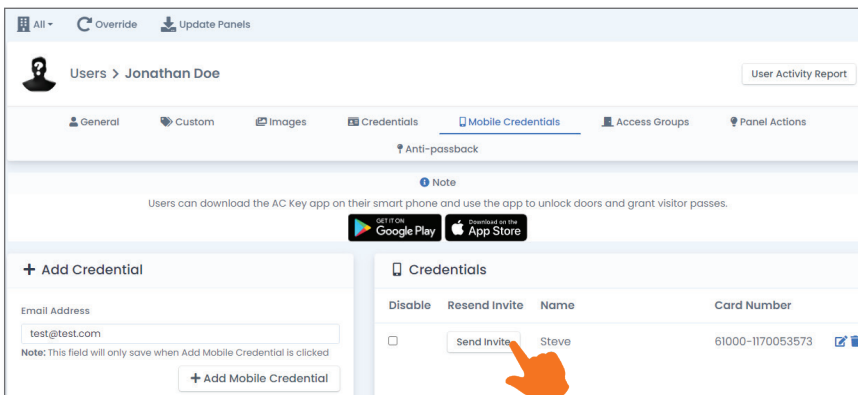 All Override Update Panels
Users > Jonathan Doe
User Activity Report
General Custom Images Credentials Mobile Credentials Access Groups Panel Actions
Anti-passback
Note
Users can download the AC Key app on their smart phone and use the app to unlock doors and grant visitor passes.
GET IT ON
Google Play
Download on the
App Store
+ Add Credential
Email Address
test@test.com
Note: This field will only save when Add Mobile Credential is clicked
+ Add Mobile Credential
Credentials
Disable Resend Invite Name Card Number
Send Invite Steve 61000-1170053573